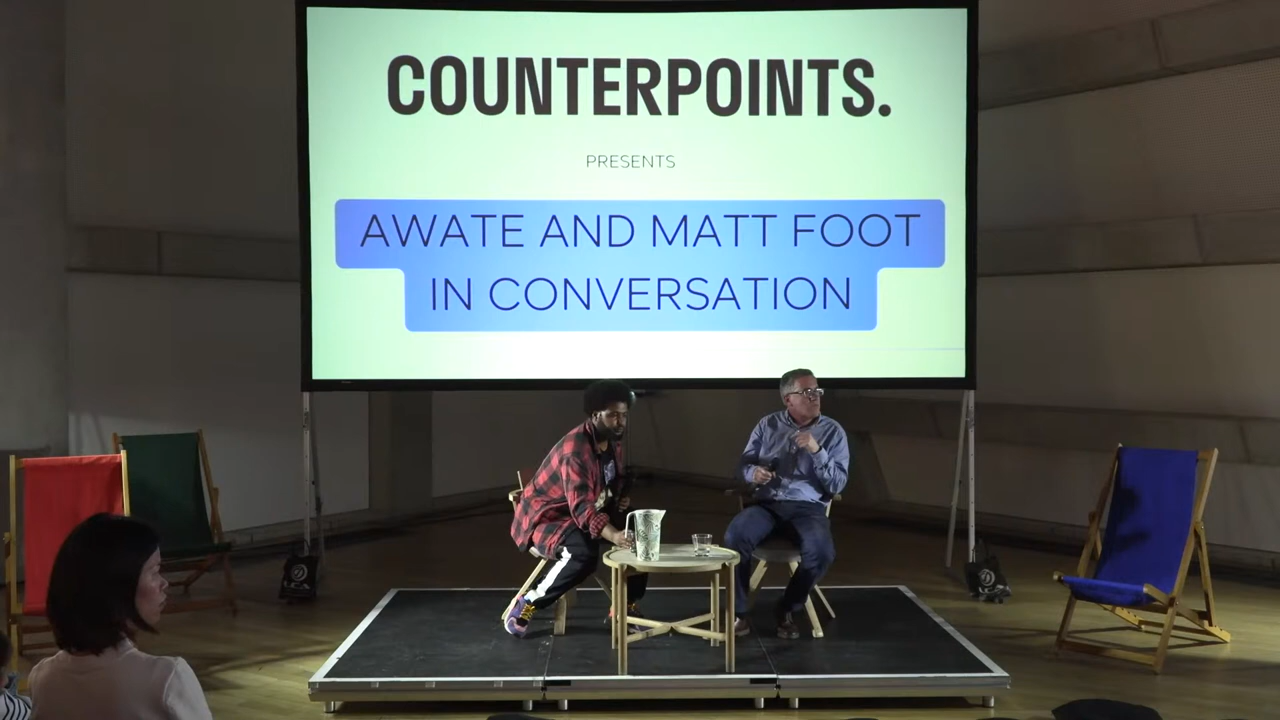 COUNTERPOINTS.
PRESENTS
AWATE AND MATT FOOT
IN CONVERSATION